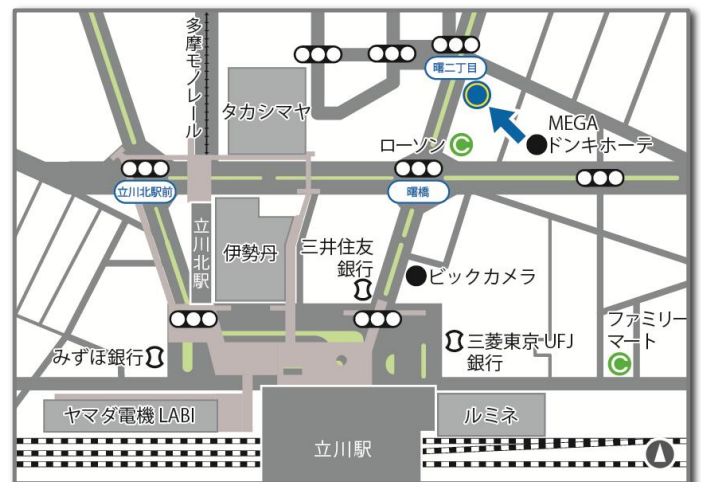 多摩モノレール
曙二丁目
タカシマヤ
MEGA
ドンキホーテ
ローソン
立川北駅前
曙橋
立川北駅
伊勢丹
三井住友
銀行
ビックカメラ
みずほ銀行
三菱東京UFJ
銀行
ファミリー
マート
ヤマダ電機 LABI
立川駅
ルミネ